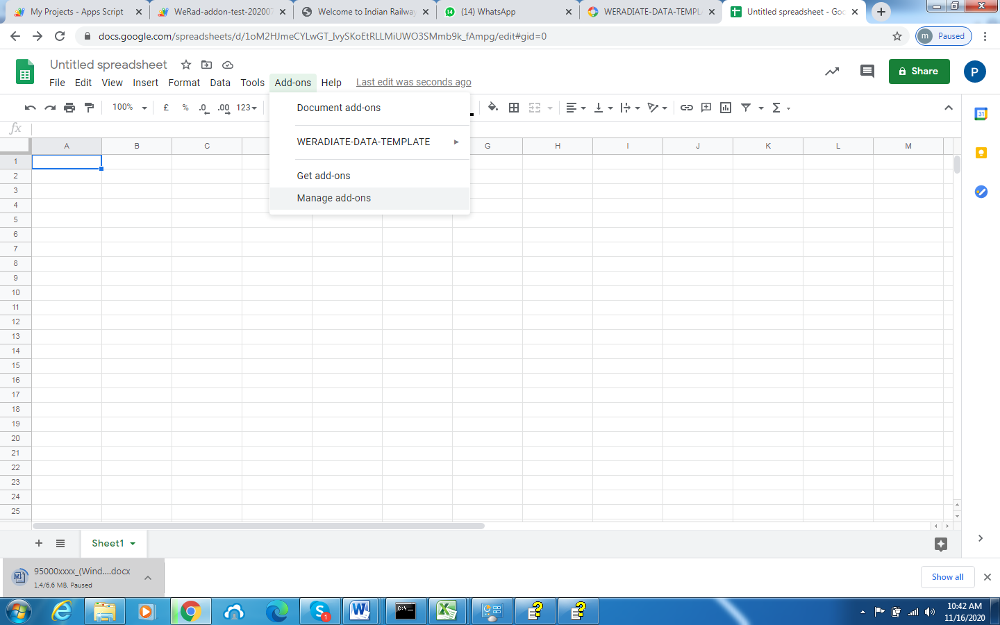 My Projects - Apps Script
WeRad-addon-test-202007
Welcome to Indian Railway
14
(14) WhatsApp
WERADIATE-DATA-TEMPL
Untitled spreadsheet - Goo
docs.google.com/spreadsheets/d/1oM2HJmeCYLwGT_IvySKoEtRLLMiUWO3SMmb9k_fAmpg/edit#gid=0
m Paused
Untitled spreadsheet
File Edit View Insert Format Data Tools Add-ons Help Last edit was seconds ago
Share
P
100% £ % .0 .00 123
31
Document add-ons
WERADIATE-DATA-TEMPLATE
Get add-ons
Manage add-ons
fx
A B C G H I J K L M
1
2
3
4
5
6
7
8
9
10
11
12
13
14
15
16
17
18
19
20
21
22
23
24
25
Sheet1
95000xxxx_(Wind....docx
1.4/6.6 MB, Paused
Show all
1
10:42 AM
11/16/2020